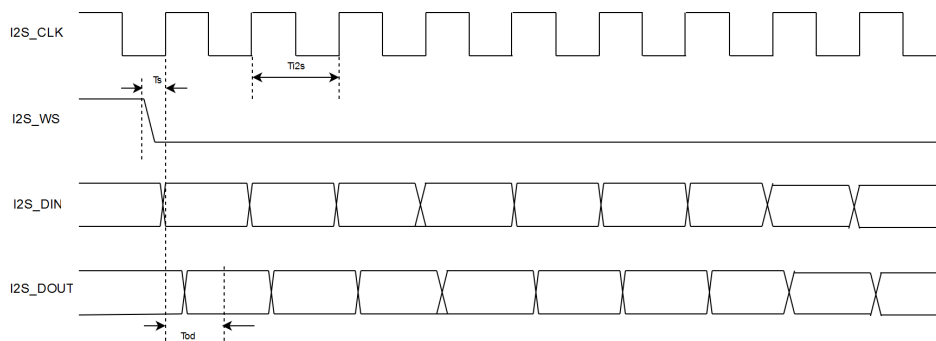 I2S_CLK
Ts
Ti2s
I2S_WS
I2S_DIN
I2S_DOUT
Tod